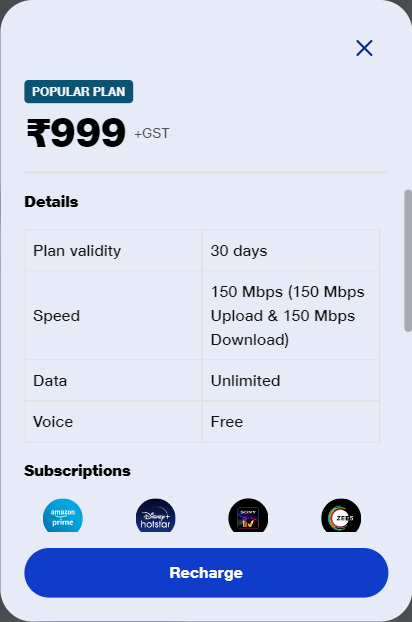 POPULAR PLAN
₹999 +GST
Details
Plan validity 30 days
Speed 150 Mbps (150 Mbps
Upload & 150 Mbps
Download)
Data Unlimited
Voice Free
Subscriptions
amazon
prime
Disney+
hotstar
SONY
liv
ZEE5
Recharge